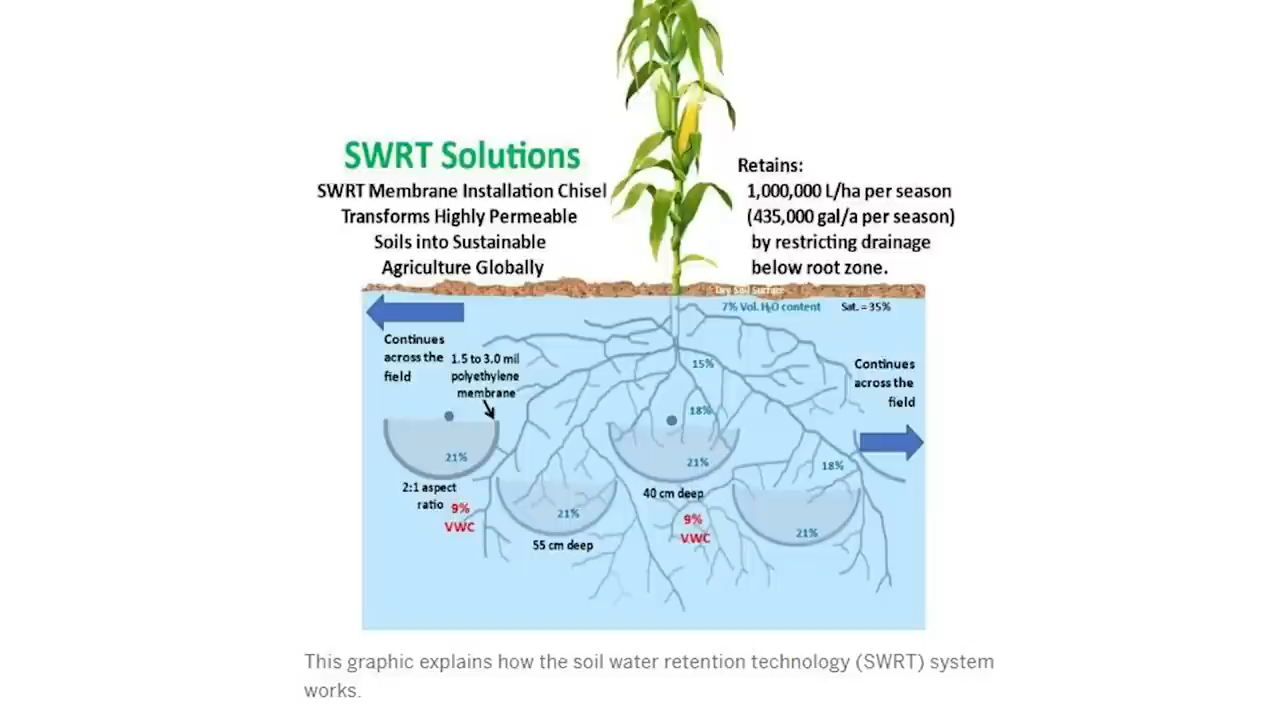 SWRT Solutions
SWRT Membrane Installation Chisel
Transforms Highly Permeable
Soils into Sustainable
Agriculture Globally
Retains:
1,000,000 L/ha per season
(435,000 gal/a per season)
by restricting drainage
below root zone.
Dry Soil Surface
7% Vol. H₂O content
Sat. = 35%
Continues
across the
field
1.5 to 3.0 mil
polyethylene
membrane
15%
18%
Continues
across the
field
21%
21%
18%
2:1 aspect
ratio
9%
VWC
40 cm deep
21%
9%
VWC
21%
55 cm deep
This graphic explains how the soil water retention technology (SWRT) system
works.